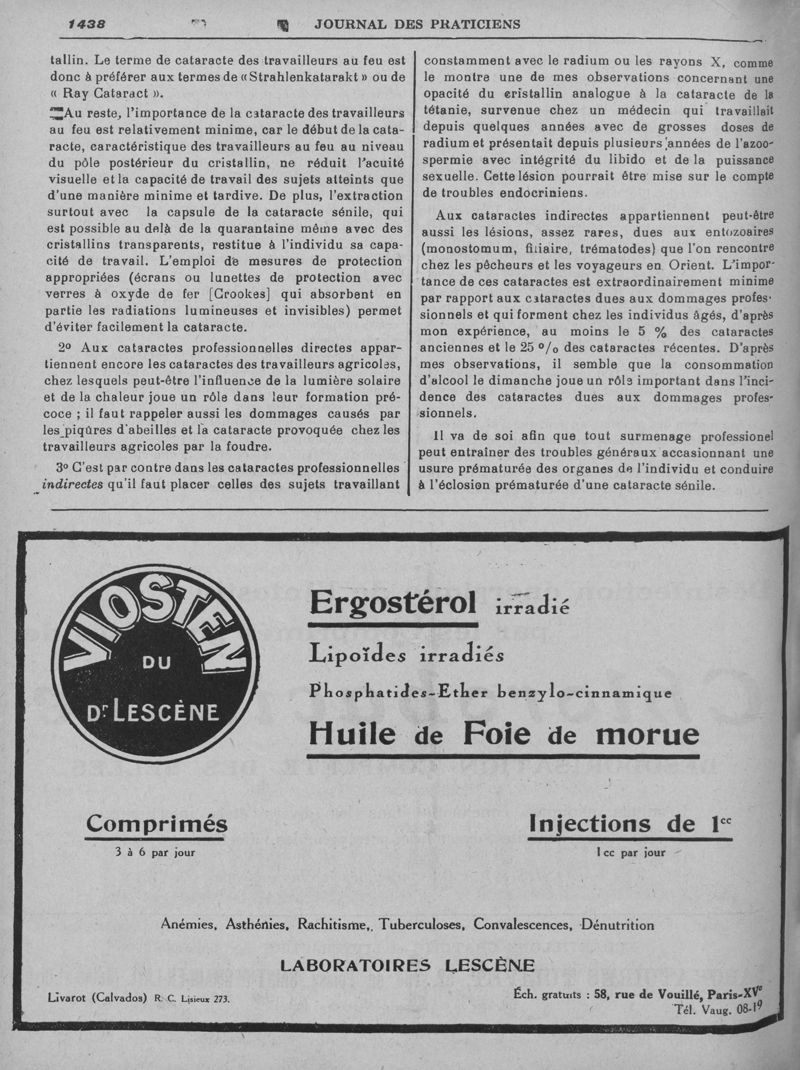 1438
JOURNAL DES PRATICIENS
tallin. Le terme de cataracte des travailleurs au feu est
donc à préférer aux termes de «Strahlenkatarakt» ou de
« Ray Cataract ».
Au reste, l'importance de la cataracte des travailleurs
au feu est relativement minime, car le début de la cata-
racte, caractéristique des travailleurs au feu au niveau
du pôle postérieur du cristallin, ne réduit l'acuité
visuelle et la capacité de travail des sujets atteints que
d'une manière minime et tardive. De plus, l'extraction
surtout avec la capsule de la cataracte sénile, qui
est possible au delà de la quarantaine même avec des
cristallins transparents, restitue à l'individu sa capa-
cité de travail. L'emploi de mesures de protection
appropriées (écrans ou lunettes de protection avec
verres à oxyde de fer [Crookes] qui absorbent en
partie les radiations lumineuses et invisibles) permet
d'éviter facilement la cataracte.
2° Aux cataractes professionnelles directes appar-
tiennent encore les cataractes des travailleurs agricoles,
chez lesquels peut-être l'influence de la lumière solaire
et de la chaleur joue un rôle dans leur formation pré-
coce ; il faut rappeler aussi les dommages causés par
les piqûres d'abeilles et la cataracte provoquée chez les
travailleurs agricoles par la foudre.
3° C'est par contre dans les cataractes professionnelles
indirectes qu'il faut placer celles des sujets travaillant
constamment avec le radium ou les rayons X, comme
le montre une de mes observations concernant une
opacité du cristallin analogue à la cataracte de la
tétanie, survenue chez un médecin qui travaillait
depuis quelques années avec de grosses doses de
radium et présentait depuis plusieurs années de l'azoo-
spermie avec intégrité du libido et de la puissance
sexuelle. Cette lésion pourrait être mise sur le compte
de troubles endocriniens.
Aux cataractes indirectes appartiennent peut-être
aussi les lésions, assez rares, dues aux entozoaires
(monostomum, filiaire, trématodes) que l'on rencontre
chez les pêcheurs et les voyageurs en Orient. L'impor-
tance de ces cataractes est extraordinairement minime
par rapport aux cataractes dues aux dommages profes-
sionnels et qui forment chez les individus âgés, d'après
mon expérience, au moins le 5 % des cataractes
anciennes et le 25 % des cataractes récentes. D'après
mes observations, il semble que la consommation
d'alcool le dimanche joue un rôle important dans l'inci-
dence des cataractes dues aux dommages profes-
sionnels.
Il va de soi afin que tout surmenage professionel
peut entraîner des troubles généraux accasionnant une
usure prématurée des organes de l'individu et conduire
à l'éclosion prématurée d'une cataracte sénile.
VIOSTEN
DU
Dr LESCÈNE
Ergostérol irradié
Lipoïdes irradiés
Phosphatides-Ether benzylo-cinnamique
Huile de Foie de morue
Comprimés
3 à 6 par jour
Injections de 1cc
1 cc par jour
Anémies, Asthénies, Rachitisme, Tuberculoses, Convalescences, Dénutrition
LABORATOIRES LESCÈNE
Livarot (Calvados) R. C. Lisieux 273.
Éch. gratuits : 58, rue de Vouillé, Paris-XVe
Tél. Vaug. 08-19